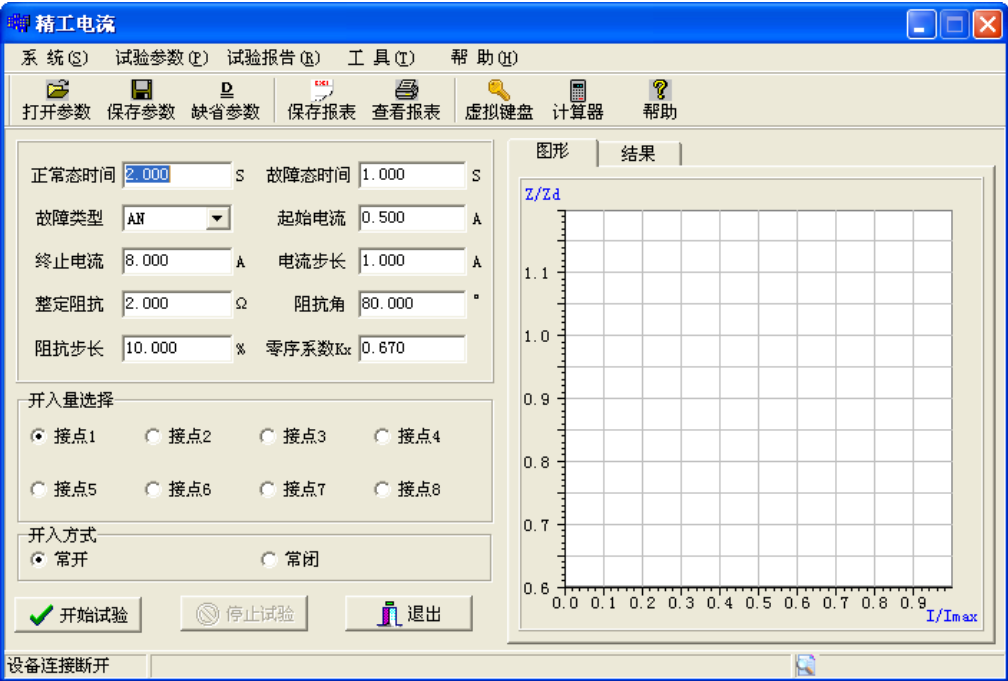 精工电流
系 统(S) 试验参数(P) 试验报告(R) 工 具(T) 帮 助(H)
打开参数 保存参数 缺省参数 保存报表 查看报表 虚拟键盘 计算器 帮助
正常态时间 2.000 S 故障态时间 1.000 S
故障类型 AN 起始电流 0.500 A
终止电流 8.000 A 电流步长 1.000 A
整定阻抗 2.000 Ω 阻抗角 80.000 °
阻抗步长 10.000 % 零序系数Kx 0.670
开入量选择
接点1 接点2 接点3 接点4
接点5 接点6 接点7 接点8
开入方式
常开 常闭
开始试验 停止试验 退出
图形 结果
Z/Zd
1.1
1.0
0.9
0.8
0.7
0.6
0.0 0.1 0.2 0.3 0.4 0.5 0.6 0.7 0.8 0.9
I/Imax
设备连接断开